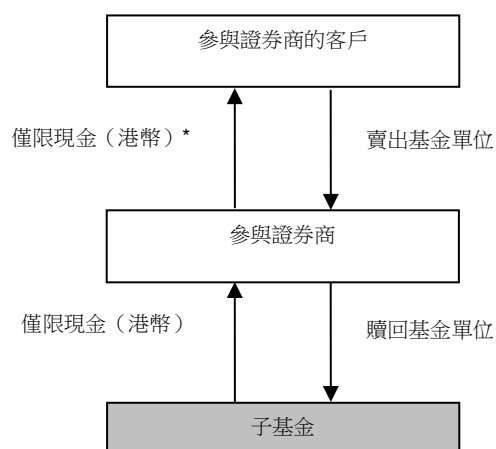 參與證券商的客戶
僅限現金（港幣）*
賣出基金單位
參與證券商
僅限現金（港幣）
贖回基金單位
子基金